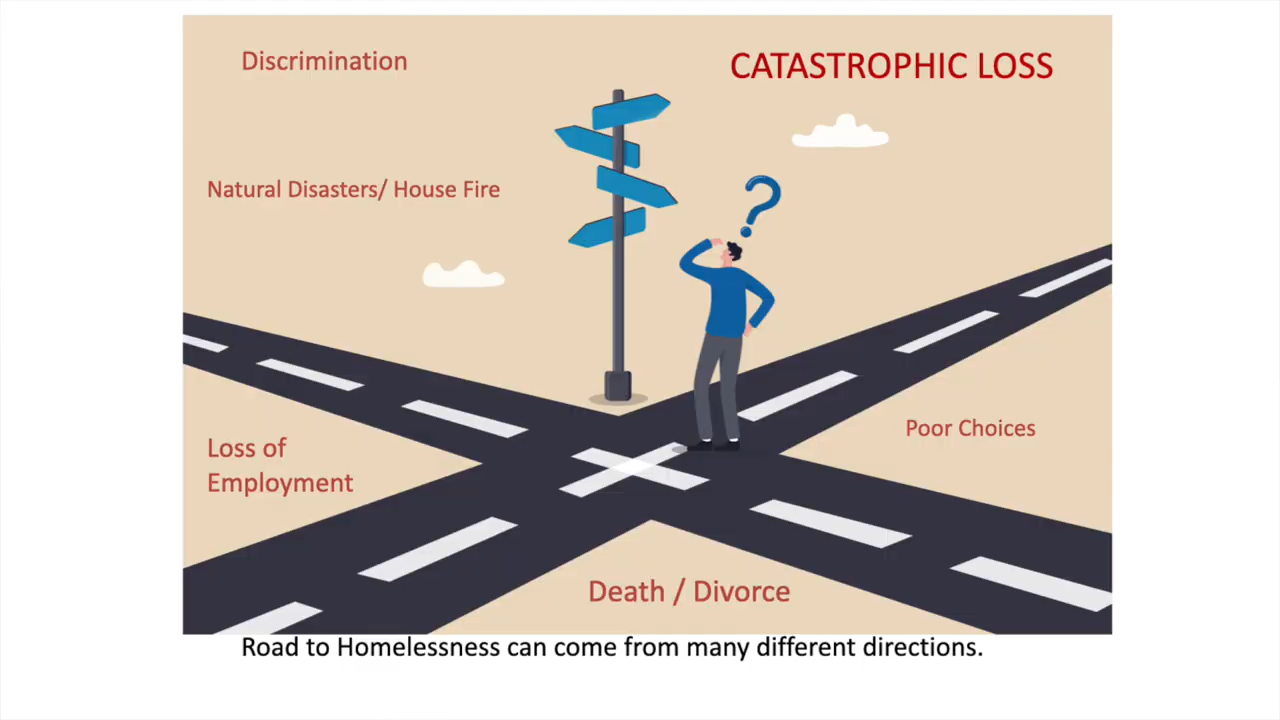 Discrimination
CATASTROPHIC LOSS
Natural Disasters/ House Fire
?
Poor Choices
Loss of
Employment
Death / Divorce
Road to Homelessness can come from many different directions.